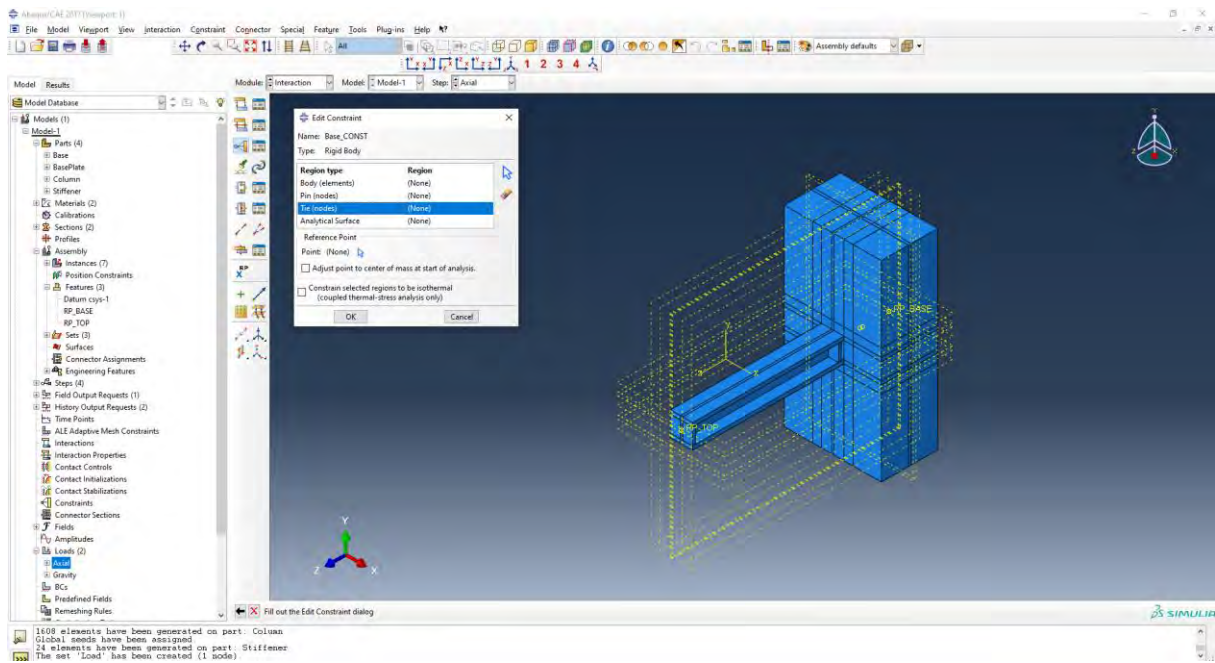 Abaqus/CAE 2017 [Viewport: 1]
File Model Viewport View Interaction Constraint Connector Special Feature Tools Plug-ins Help
All
Assembly defaults
1 2 3 4
Model Results
Module: Interaction Model: Model-1 Step: Axial
Model Database
Models (1)
Model-1
Parts (4)
Base
BasePlate
Column
Stiffener
Materials (2)
Calibrations
Sections (2)
Profiles
Assembly
Instances (7)
Position Constraints
Features (3)
Datum csys-1
RP_BASE
RP_TOP
Sets (3)
Surfaces
Connector Assignments
Engineering Features
Steps (4)
Field Output Requests (1)
History Output Requests (2)
Time Points
ALE Adaptive Mesh Constraints
Interactions
Interaction Properties
Contact Controls
Contact Initializations
Contact Stabilizations
Constraints
Connector Sections
Fields
Amplitudes
Loads (2)
Axial
Gravity
BCs
Predefined Fields
Remeshing Rules
RP
Edit Constraint
Name: Base_CONST
Type: Rigid Body
Region type Region
Body (elements) (None)
Pin (nodes) (None)
Tie (nodes) (None)
Analytical Surface (None)
Reference Point
Point: (None)
Adjust point to center of mass at start of analysis.
Constrain selected regions to be isothermal
(coupled thermal-stress analysis only)
OK Cancel
RP_BASE
RP_TOP
Y
Z X
Fill out the Edit Constraint dialog
SIMULIA
1608 elements have been generated on part: Column
Global seeds have been assigned.
24 elements have been generated on part: Stiffener
The set 'Load' has been created (1 node)